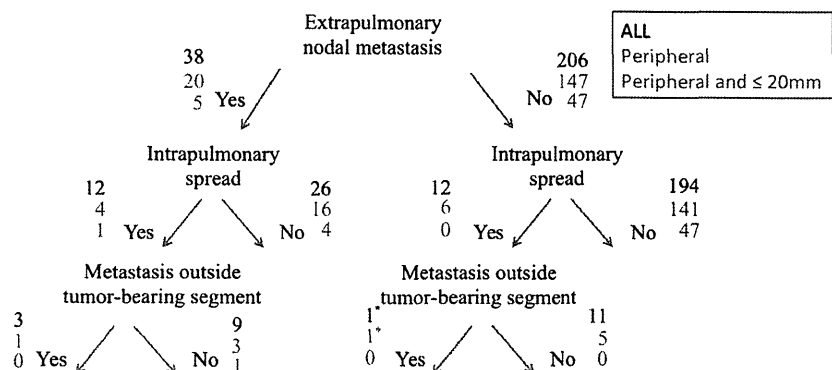 Extrapulmonary
nodal metastasis
ALL
Peripheral
Peripheral and ≤ 20mm
38
20
5 Yes
206
147
No 47
Intrapulmonary
spread
Intrapulmonary
spread
12
4
1 Yes
26
16
No 4
12
6
0 Yes
194
141
No 47
Metastasis outside
tumor-bearing segment
Metastasis outside
tumor-bearing segment
3
1
0 Yes
9
3
No 1
1*
1*
0 Yes
11
5
No 0